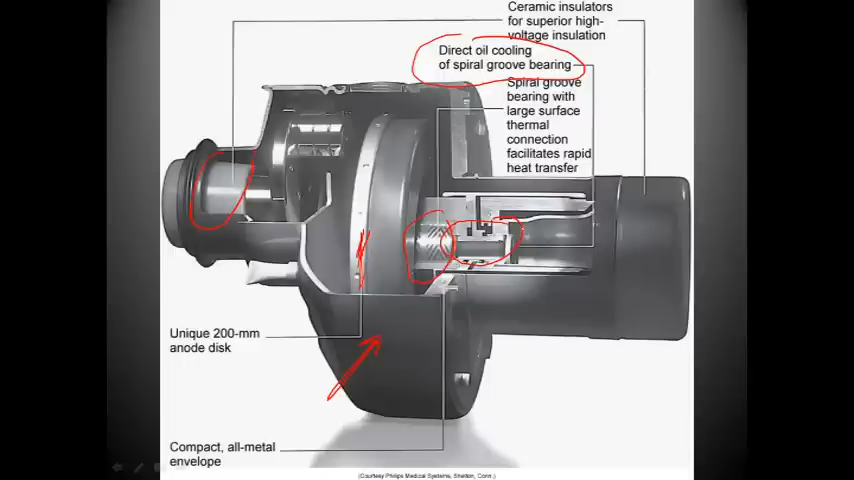 Ceramic insulators
for superior high-
voltage insulation
Direct oil cooling
of spiral groove bearing
Spiral groove
bearing with
large surface
thermal
connection
facilitates rapid
heat transfer
Unique 200-mm
anode disk
Compact, all-metal
envelope
(Courtesy Philips Medical Systems, Shelton, Conn.)